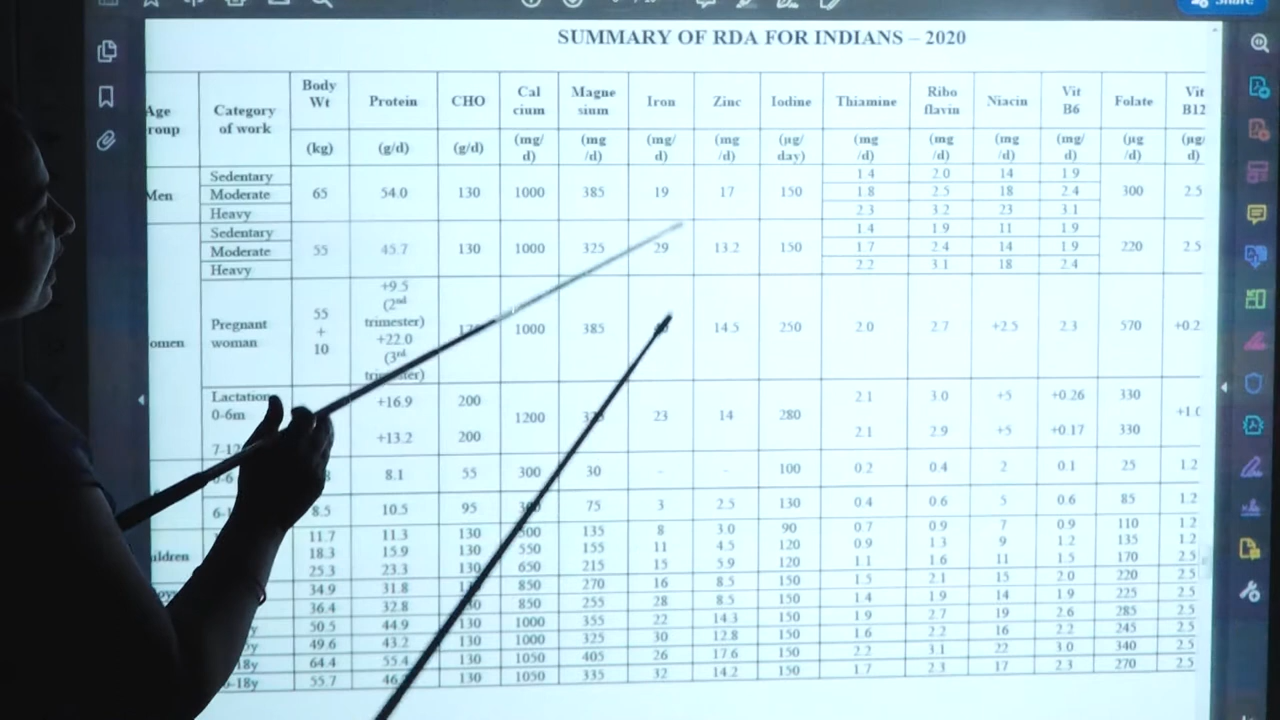 Share
SUMMARY OF RDA FOR INDIANS – 2020
Age roup Category of work Body Wt Protein CHO Cal cium Magne sium Iron Zinc Iodine Thiamine Ribo flavin Niacin Vit B6 Folate Vit B12
(kg) (g/d) (g/d) (mg/ d) (mg /d) (mg/ d) (mg /d) (µg/ day) (mg /d) (mg /d) (mg /d) (mg/ d) (µg /d) (µg/ d)
Men Sedentary 65 54.0 130 1000 385 19 17 150 1.4 2.0 14 1.9 300 2.5
Moderate 1.8 2.5 18 2.4
Heavy 2.3 3.2 23 3.1
omen Sedentary 55 45.7 130 1000 325 29 13.2 150 1.4 1.9 11 1.9 220 2.5
Moderate 1.7 2.4 14 1.9
Heavy 2.2 3.1 18 2.4
Pregnant woman 55 + 10 +9.5 (2nd trimester) +22.0 (3rd trimester) 1000 385 14.5 250 2.0 2.7 +2.5 2.3 570 +0.2
Lactation 0-6m +16.9 200 1200 23 14 280 2.1 3.0 +5 +0.26 330 +1.0
+13.2 200 2.1 2.9 +5 +0.17 330
8.1 55 300 30 - - 100 0.2 0.4 2 0.1 25 1.2
8.5 10.5 95 75 3 2.5 130 0.4 0.6 5 0.6 85 1.2
ildren 11.7 11.3 130 500 135 8 3.0 90 0.7 0.9 7 0.9 110 1.2
18.3 15.9 130 550 155 11 4.5 120 0.9 1.3 9 1.2 135 1.2
25.3 23.3 130 650 215 15 5.9 120 1.1 1.6 11 1.5 170 2.5
34.9 31.8 850 270 16 8.5 150 1.5 2.1 15 2.0 220 2.5
36.4 32.8 850 255 28 8.5 150 1.4 1.9 14 1.9 225 2.5
50.5 44.9 130 1000 355 22 14.3 150 1.9 2.7 19 2.6 285 2.5
49.6 43.2 130 1000 325 30 12.8 150 1.6 2.2 16 2.2 245 2.5
18y 64.4 55.4 130 1050 405 26 17.6 150 2.2 3.1 22 3.0 340 2.5
-18y 55.7 130 1050 335 32 14.2 150 1.7 2.3 17 2.3 270 2.5